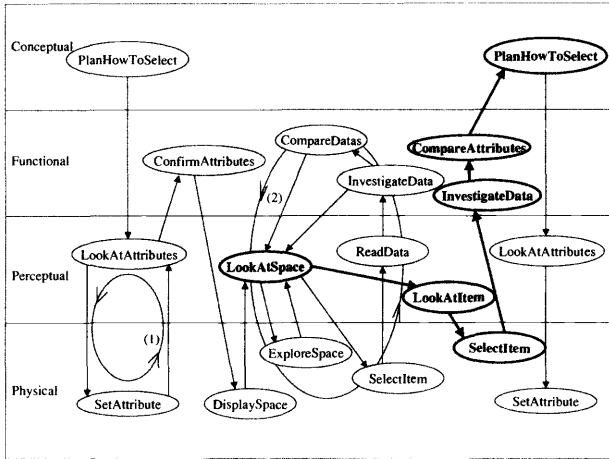 Conceptual
PlanHowToSelect
PlanHowToSelect
Functional
CompareDatas
CompareAttributes
ConfirmAttributes
InvestigateData
InvestigateData
(2)
Perceptual
LookAtAttributes
LookAtSpace
ReadData
LookAtAttributes
LookAtItem
(1)
ExploreSpace
SelectItem
Physical
SetAttribute
DisplaySpace
SelectItem
SetAttribute